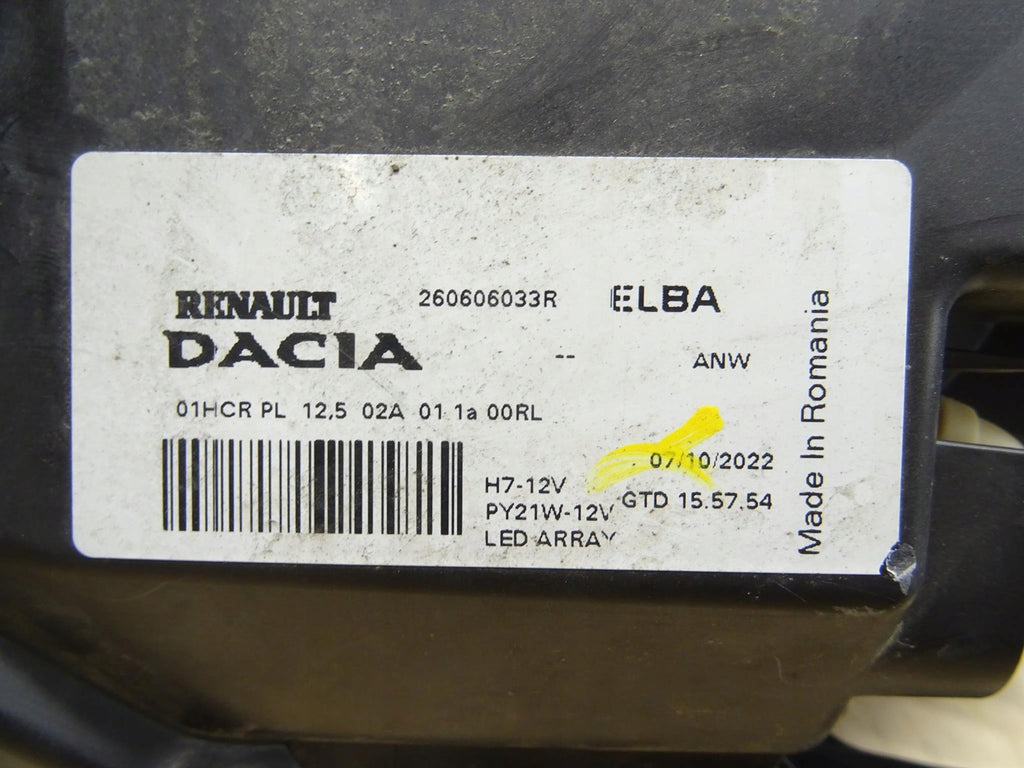 RENAULT 260606033R ELBA
DACIA -- ANW
01HCR PL 12,5 02A 01 1a 00RL
07/10/2022
H7-12V
GTD 15.57.54
PY21W-12V
LED ARRAY
Made In Romania